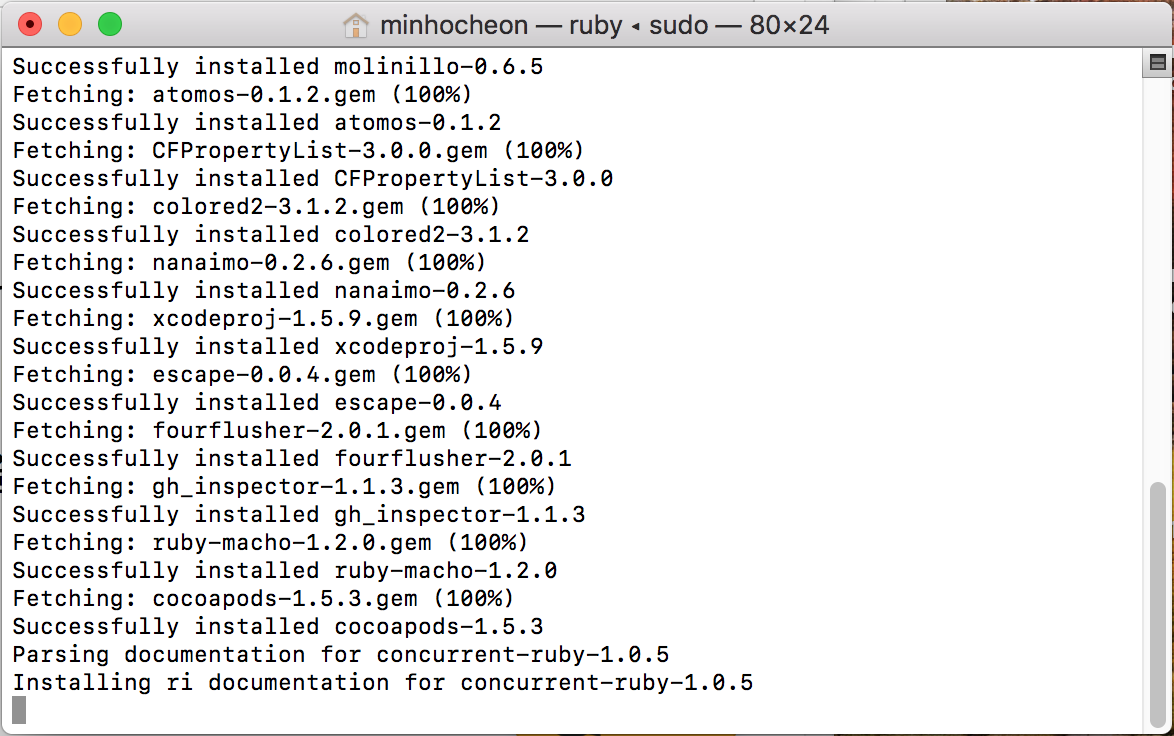 minhocheon — ruby ◂ sudo — 80×24
Successfully installed molinillo-0.6.5
Fetching: atomos-0.1.2.gem (100%)
Successfully installed atomos-0.1.2
Fetching: CFPropertyList-3.0.0.gem (100%)
Successfully installed CFPropertyList-3.0.0
Fetching: colored2-3.1.2.gem (100%)
Successfully installed colored2-3.1.2
Fetching: nanaimo-0.2.6.gem (100%)
Successfully installed nanaimo-0.2.6
Fetching: xcodeproj-1.5.9.gem (100%)
Successfully installed xcodeproj-1.5.9
Fetching: escape-0.0.4.gem (100%)
Successfully installed escape-0.0.4
Fetching: fourflusher-2.0.1.gem (100%)
Successfully installed fourflusher-2.0.1
Fetching: gh_inspector-1.1.3.gem (100%)
Successfully installed gh_inspector-1.1.3
Fetching: ruby-macho-1.2.0.gem (100%)
Successfully installed ruby-macho-1.2.0
Fetching: cocoapods-1.5.3.gem (100%)
Successfully installed cocoapods-1.5.3
Parsing documentation for concurrent-ruby-1.0.5
Installing ri documentation for concurrent-ruby-1.0.5